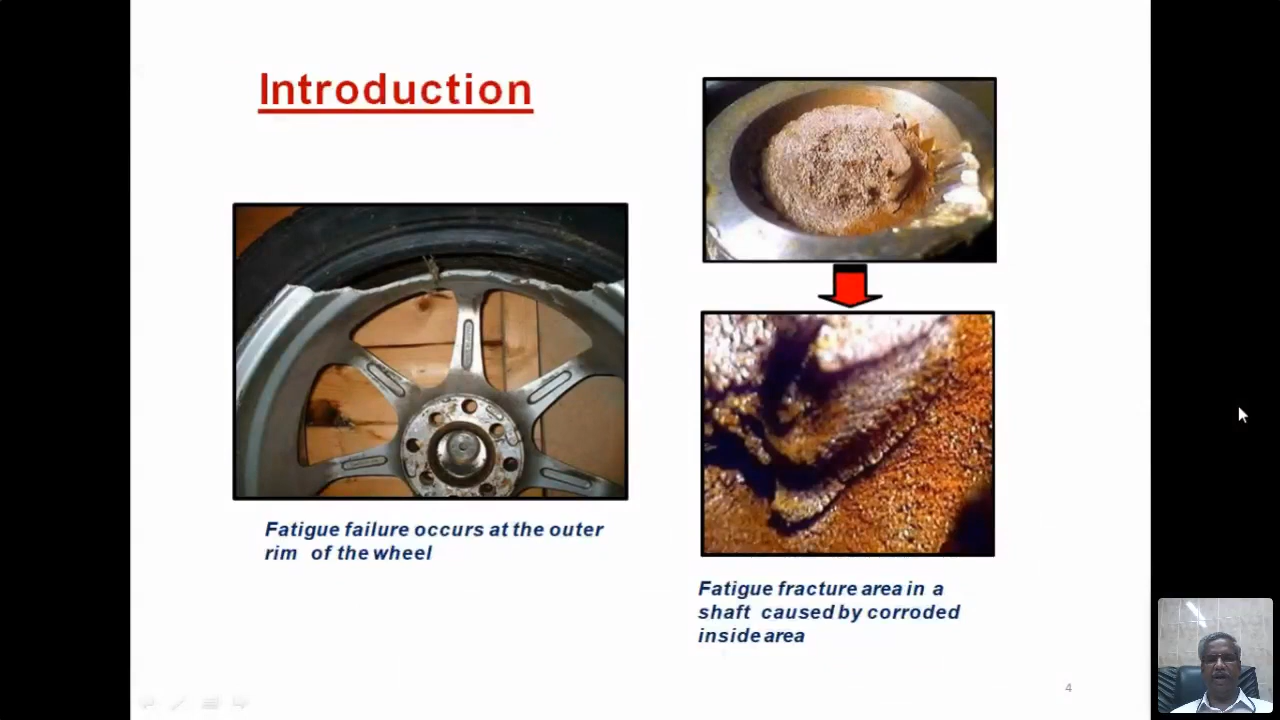 Introduction
Fatigue failure occurs at the outer
rim of the wheel
Fatigue fracture area in a
shaft caused by corroded
inside area
4